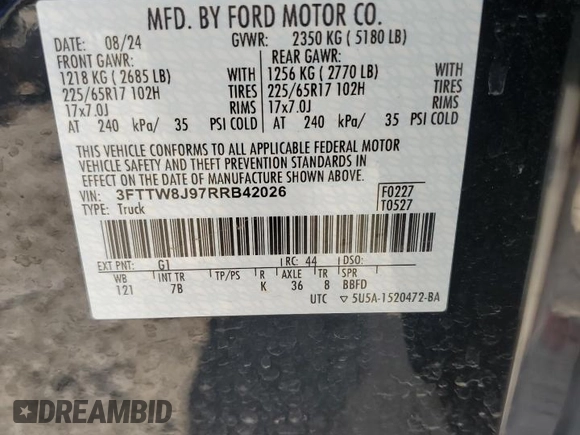 MFD. BY FORD MOTOR CO.
DATE: 08/24 GVWR: 2350 KG ( 5180 LB)
FRONT GAWR: REAR GAWR:
1218 KG ( 2685 LB) WITH 1256 KG ( 2770 LB) WITH
225/65R17 102H TIRES 225/65R17 102H TIRES
17x7.0J RIMS 17x7.0J RIMS
AT 240 kPa/ 35 PSI COLD AT 240 kPa/ 35 PSI COLD
THIS VEHICLE CONFORMS TO ALL APPLICABLE FEDERAL MOTOR
VEHICLE SAFETY AND THEFT PREVENTION STANDARDS IN
EFFECT ON THE DATE OF MANUFACTURE SHOWN ABOVE.
VIN: 3FTTW8J97RRB42026 F0227
TYPE: Truck T0527
EXT PNT: G1 RC: 44 DSO:
WB INT TR TP/PS R AXLE TR SPR
121 7B K 36 8 BBFD
UTC ▽ 5U5A-1520472-BA
DREAMBID